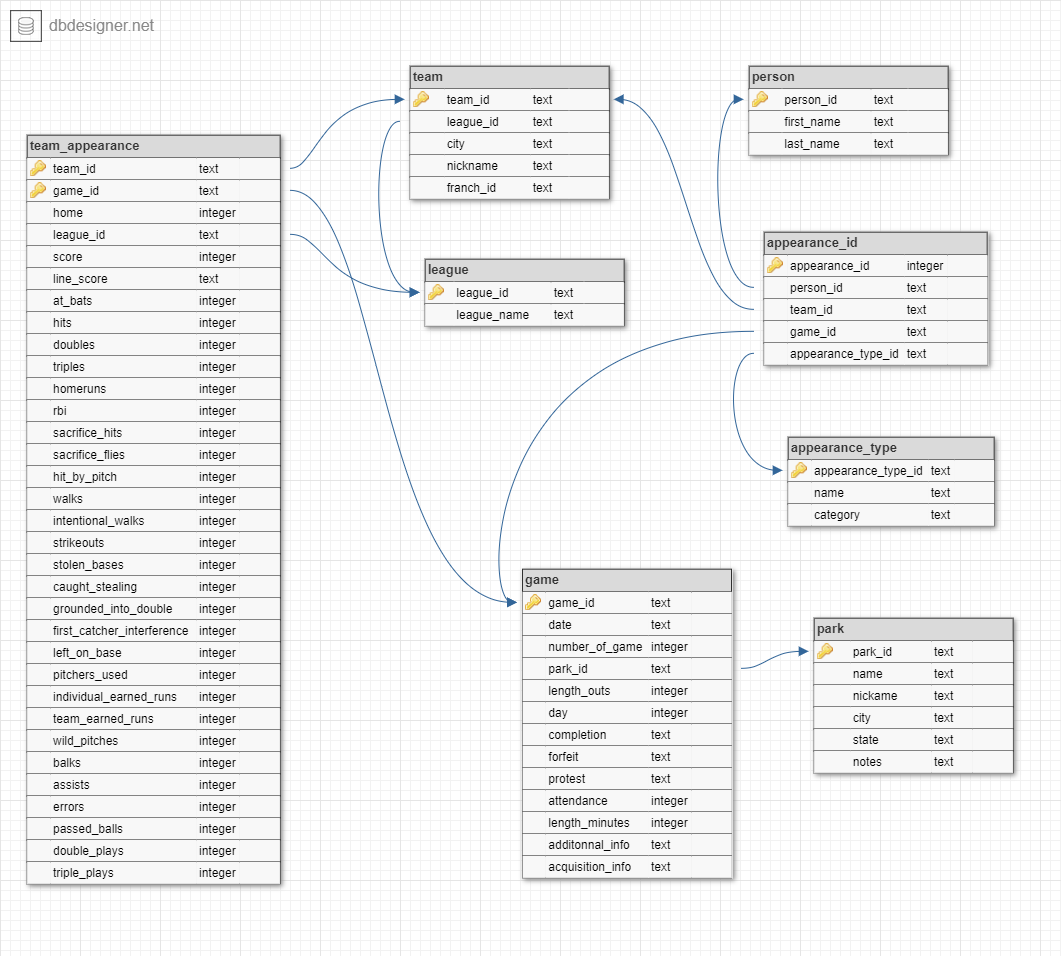 dbdesigner.net
team
team_id text
league_id text
city text
nickname text
franch_id text
person
person_id text
first_name text
last_name text
team_appearance
team_id text
game_id text
home integer
league_id text
score integer
line_score text
at_bats integer
hits integer
doubles integer
triples integer
homeruns integer
rbi integer
sacrifice_hits integer
sacrifice_flies integer
hit_by_pitch integer
walks integer
intentional_walks integer
strikeouts integer
stolen_bases integer
caught_stealing integer
grounded_into_double integer
first_catcher_interference integer
left_on_base integer
pitchers_used integer
individual_earned_runs integer
team_earned_runs integer
wild_pitches integer
balks integer
assists integer
errors integer
passed_balls integer
double_plays integer
triple_plays integer
league
league_id text
league_name text
appearance_id
appearance_id integer
person_id text
team_id text
game_id text
appearance_type_id text
appearance_type
appearance_type_id text
name text
category text
game
game_id text
date text
number_of_game integer
park_id text
length_outs integer
day integer
completion text
forfeit text
protest text
attendance integer
length_minutes integer
additonnal_info text
acquisition_info text
park
park_id text
name text
nickame text
city text
state text
notes text